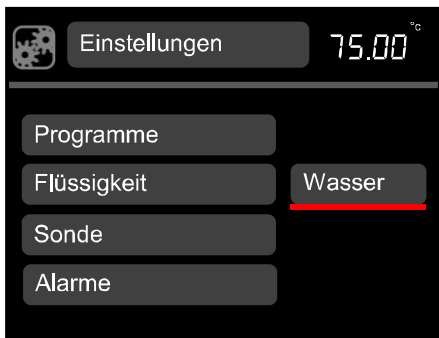 Einstellungen 75.00 °C
Programme
Flüssigkeit Wasser
Sonde
Alarme